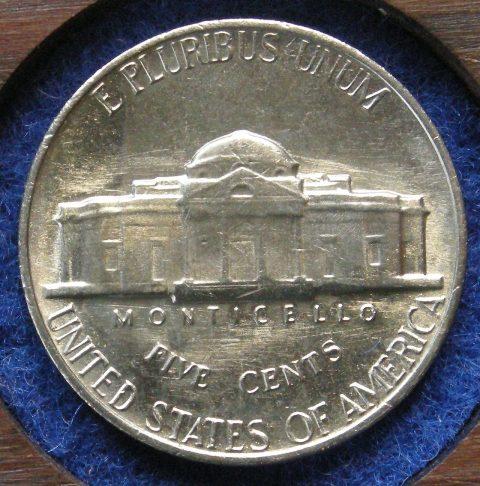 E PLURIBUS UNUM
MONTICELLO
FIVE CENTS
UNITED STATES OF AMERICA